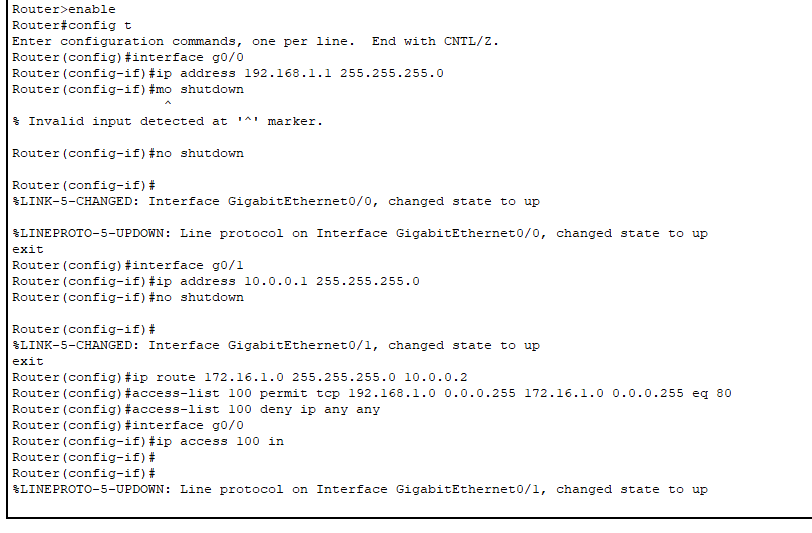 Router>enable
Router#config t
Enter configuration commands, one per line.  End with CNTL/Z.
Router(config)#interface g0/0
Router(config-if)#ip address 192.168.1.1 255.255.255.0
Router(config-if)#mo shutdown
^
% Invalid input detected at '^' marker.
Router(config-if)#no shutdown
Router(config-if)#
%LINK-5-CHANGED: Interface GigabitEthernet0/0, changed state to up
%LINEPROTO-5-UPDOWN: Line protocol on Interface GigabitEthernet0/0, changed state to up
exit
Router(config)#interface g0/1
Router(config-if)#ip address 10.0.0.1 255.255.255.0
Router(config-if)#no shutdown
Router(config-if)#
%LINK-5-CHANGED: Interface GigabitEthernet0/1, changed state to up
exit
Router(config)#ip route 172.16.1.0 255.255.255.0 10.0.0.2
Router(config)#access-list 100 permit tcp 192.168.1.0 0.0.0.255 172.16.1.0 0.0.0.255 eq 80
Router(config)#access-list 100 deny ip any any
Router(config)#interface g0/0
Router(config-if)#ip access 100 in
Router(config-if)#
Router(config-if)#
%LINEPROTO-5-UPDOWN: Line protocol on Interface GigabitEthernet0/1, changed state to up